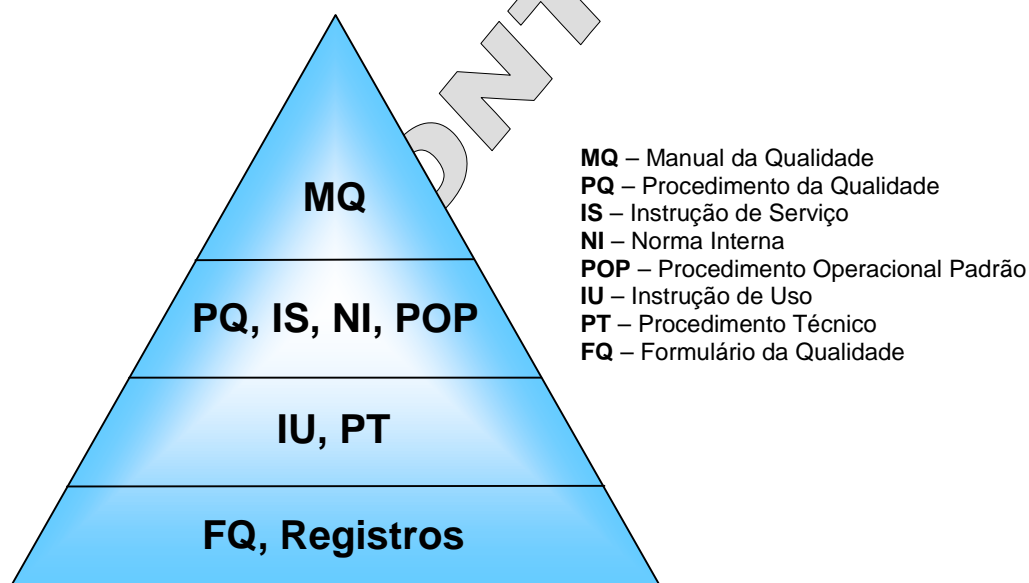 MQ
PQ, IS, NI, POP
IU, PT
FQ, Registros
MQ – Manual da Qualidade
PQ – Procedimento da Qualidade
IS – Instrução de Serviço
NI – Norma Interna
POP – Procedimento Operacional Padrão
IU – Instrução de Uso
PT – Procedimento Técnico
FQ – Formulário da Qualidade